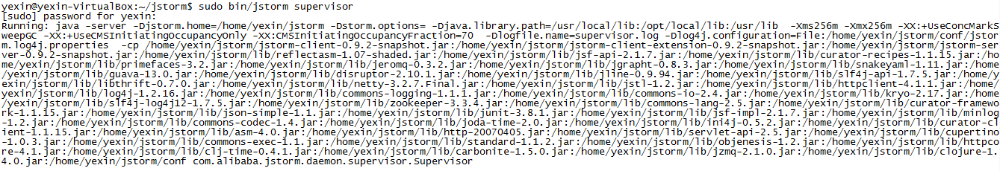 yexin@yexin-VirtualBox:~/jstorm$ sudo bin/jstorm supervisor
[sudo] password for yexin:
Running: java -server -Djstorm.home=/home/yexin/jstorm -Dstorm.options= -Djava.library.path=/usr/local/lib:/opt/local/lib:/usr/lib  -Xms256m -Xmx256m -XX:+UseConcMarkS
weepGC -XX:+UseCMSInitiatingOccupancyOnly -XX:CMSInitiatingOccupancyFraction=70  -Dlogfile.name=supervisor.log -Dlog4j.configuration=File:/home/yexin/jstorm/conf/jstor
m.log4j.properties  -cp /home/yexin/jstorm/jstorm-client-0.9.2-snapshot.jar:/home/yexin/jstorm/jstorm-client-extension-0.9.2-snapshot.jar:/home/yexin/jstorm/jstorm-ser
ver-0.9.2-snapshot.jar:/home/yexin/jstorm/lib/reflectasm-1.07-shaded.jar:/home/yexin/jstorm/lib/jsf-api-2.1.7.jar:/home/yexin/jstorm/lib/curator-recipes-1.1.15.jar:/ho
me/yexin/jstorm/lib/primefaces-3.2.jar:/home/yexin/jstorm/lib/jeromq-0.3.2.jar:/home/yexin/jstorm/lib/jgrapht-0.8.3.jar:/home/yexin/jstorm/lib/snakeyaml-1.11.jar:/home
/yexin/jstorm/lib/guava-13.0.jar:/home/yexin/jstorm/lib/disruptor-2.10.1.jar:/home/yexin/jstorm/lib/jline-0.9.94.jar:/home/yexin/jstorm/lib/slf4j-api-1.7.5.jar:/home/y
exin/jstorm/lib/libthrift-0.7.0.jar:/home/yexin/jstorm/lib/netty-3.2.7.Final.jar:/home/yexin/jstorm/lib/jstl-1.2.jar:/home/yexin/jstorm/lib/httpclient-4.1.1.jar:/home/
yexin/jstorm/lib/log4j-1.2.16.jar:/home/yexin/jstorm/lib/commons-logging-1.1.1.jar:/home/yexin/jstorm/lib/commons-io-2.4.jar:/home/yexin/jstorm/lib/kryo-2.17.jar:/home
/yexin/jstorm/lib/slf4j-log4j12-1.7.5.jar:/home/yexin/jstorm/lib/zookeeper-3.3.4.jar:/home/yexin/jstorm/lib/commons-lang-2.5.jar:/home/yexin/jstorm/lib/curator-framewo
rk-1.1.15.jar:/home/yexin/jstorm/lib/json-simple-1.1.jar:/home/yexin/jstorm/lib/junit-3.8.1.jar:/home/yexin/jstorm/lib/jsf-impl-2.1.7.jar:/home/yexin/jstorm/lib/minlog
-1.2.jar:/home/yexin/jstorm/lib/commons-codec-1.4.jar:/home/yexin/jstorm/lib/joda-time-2.0.jar:/home/yexin/jstorm/lib/ini4j-0.5.2.jar:/home/yexin/jstorm/lib/curator-cl
ient-1.1.15.jar:/home/yexin/jstorm/lib/asm-4.0.jar:/home/yexin/jstorm/lib/http-20070405.jar:/home/yexin/jstorm/lib/servlet-api-2.5.jar:/home/yexin/jstorm/lib/cupertino
-1.0.3.jar:/home/yexin/jstorm/lib/commons-exec-1.1.jar:/home/yexin/jstorm/lib/standard-1.1.2.jar:/home/yexin/jstorm/lib/objenesis-1.2.jar:/home/yexin/jstorm/lib/httpco
re-4.1.jar:/home/yexin/jstorm/lib/clj-time-0.4.1.jar:/home/yexin/jstorm/lib/carbonite-1.5.0.jar:/home/yexin/jstorm/lib/jzmq-2.1.0.jar:/home/yexin/jstorm/lib/clojure-1.
4.0.jar:/home/yexin/jstorm/conf com.alibaba.jstorm.daemon.supervisor.Supervisor